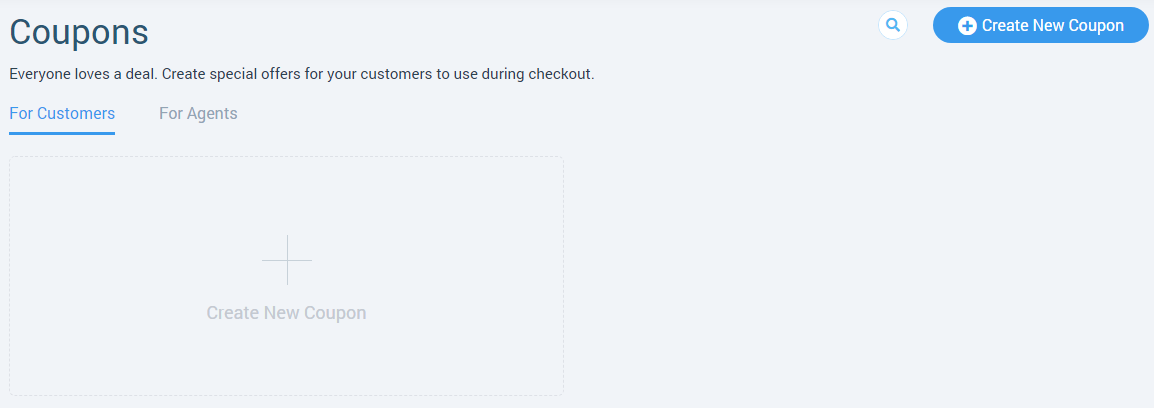 Coupons
Create New Coupon
Everyone loves a deal. Create special offers for your customers to use during checkout.
For Customers
For Agents
Create New Coupon